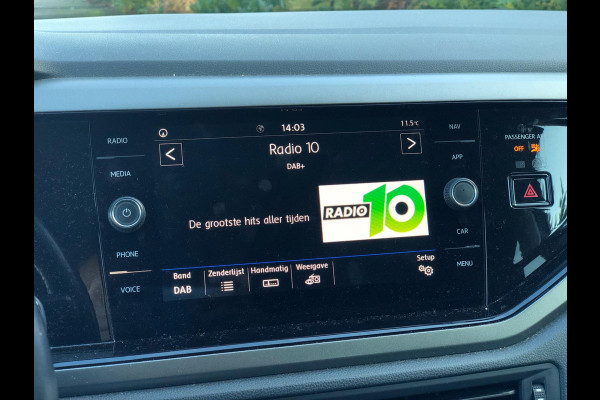 RADIO
MEDIA
PHONE
VOICE
14:03
11.5°C
Radio 10
DAB+
De grootste hits aller tijden
RADIO 10
Band
DAB
Zenderlijst
Handmatig
Weergave
Setup
NAV
APP
CAR
MENU
PASSENGER
OFF